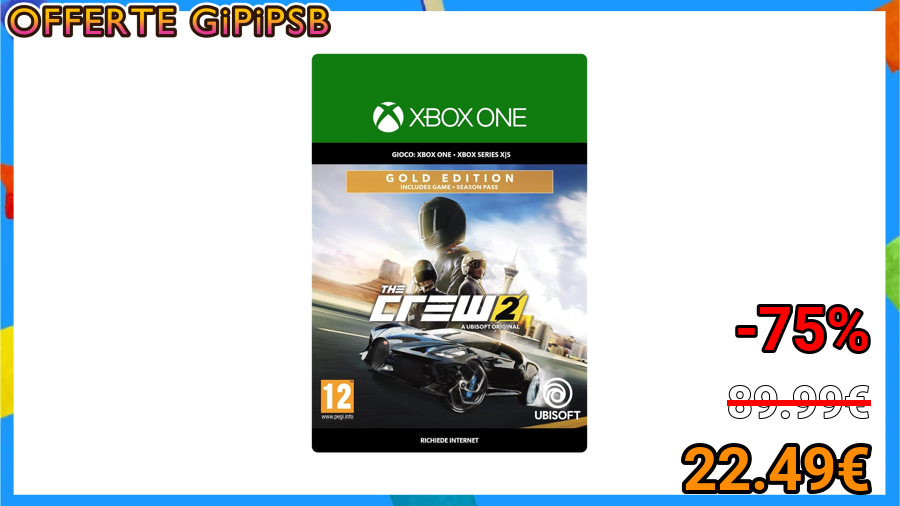 OFFERTE GiPiPSB
XBOX ONE
GIOCO: XBOX ONE • XBOX SERIES X|S
GOLD EDITION
INCLUDES GAME • SEASON PASS
THE
CREW 2
A UBISOFT ORIGINAL
12
www.pegi.info
UBISOFT
RICHIEDE INTERNET
-75%
89.99€
22.49€